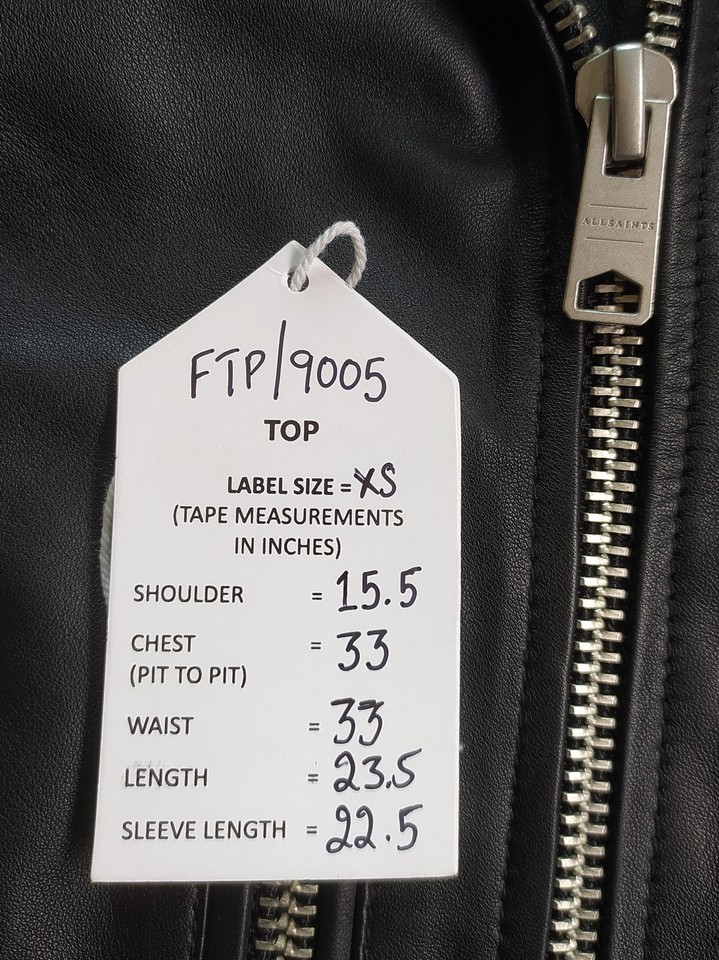 ALLSAINTS
FTP/9005
TOP
LABEL SIZE = XS
(TAPE MEASUREMENTS
IN INCHES)
SHOULDER = 15.5
CHEST = 33
(PIT TO PIT)
WAIST = 33
LENGTH = 23.5
SLEEVE LENGTH = 22.5